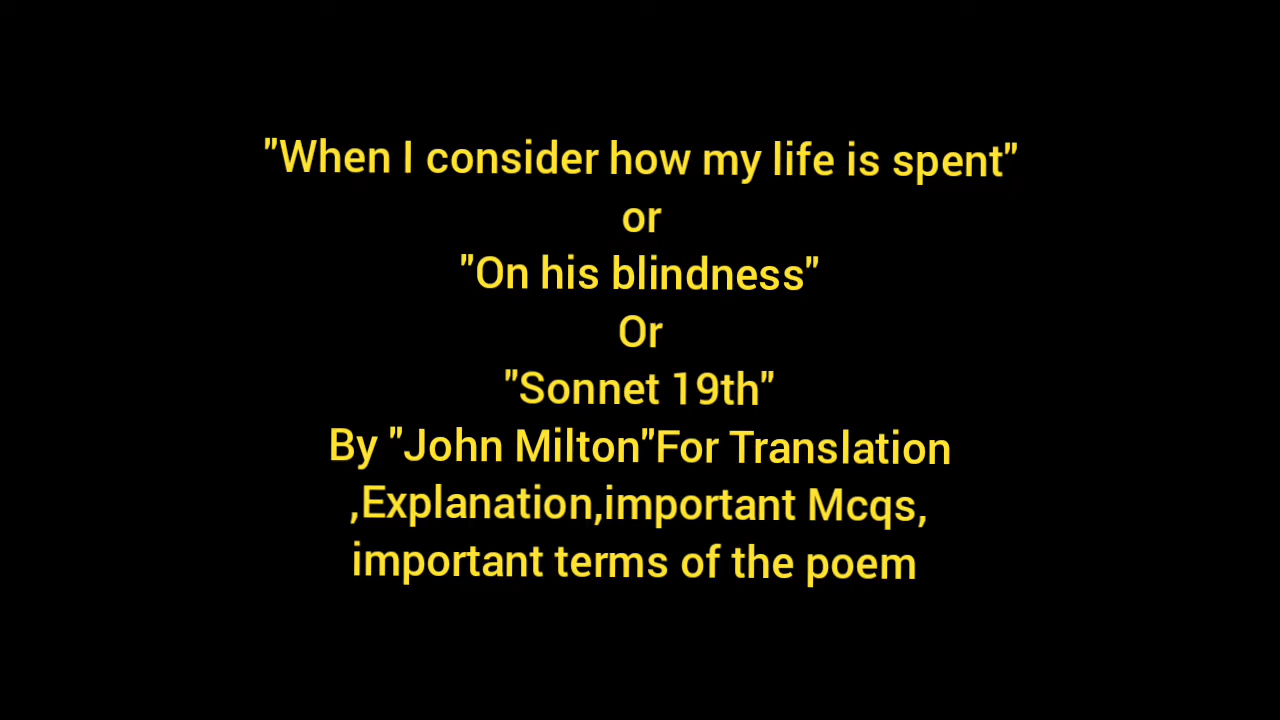 "When I consider how my life is spent"
or
"On his blindness"
Or
"Sonnet 19th"
By "John Milton"For Translation
,Explanation,important Mcqs,
important terms of the poem